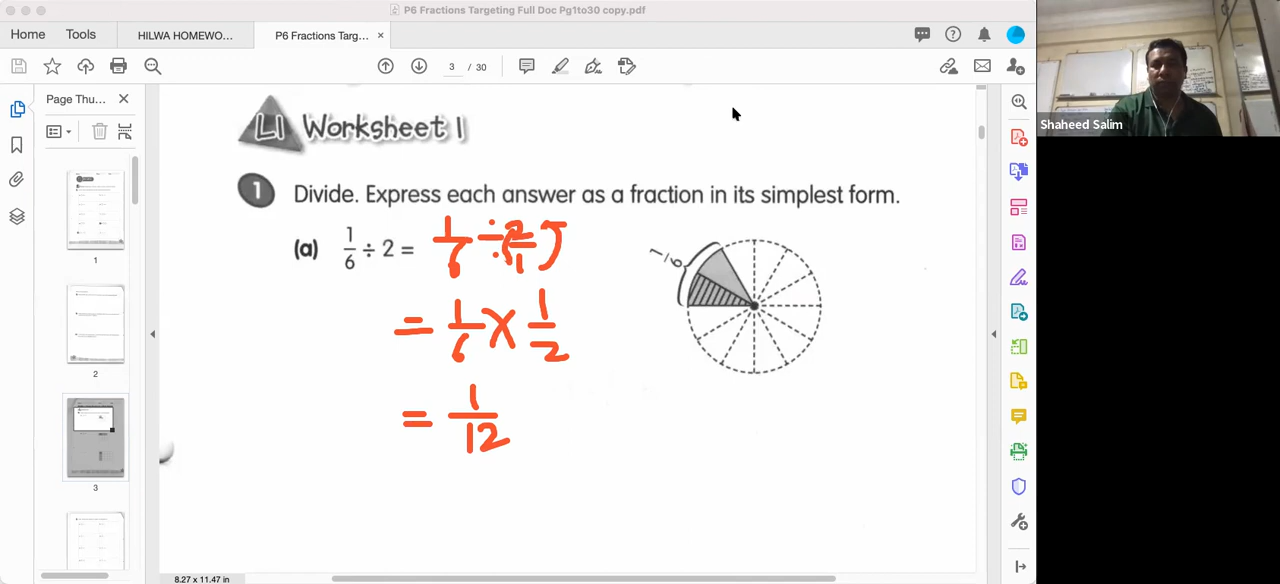 P6 Fractions Targeting Full Doc Pg1to30 copy.pdf
Home Tools HILWA HOMEWO... P6 Fractions Targ... ×
3 / 30
Page Thu... ×
1
2
3
L1 Worksheet 1
1 Divide. Express each answer as a fraction in its simplest form.
(a) 1/6 ÷ 2 = 1/6 ÷ (2/1)
= 1/6 × 1/2
= 1/12
1/6
8.27 x 11.47 in
Shaheed Salim